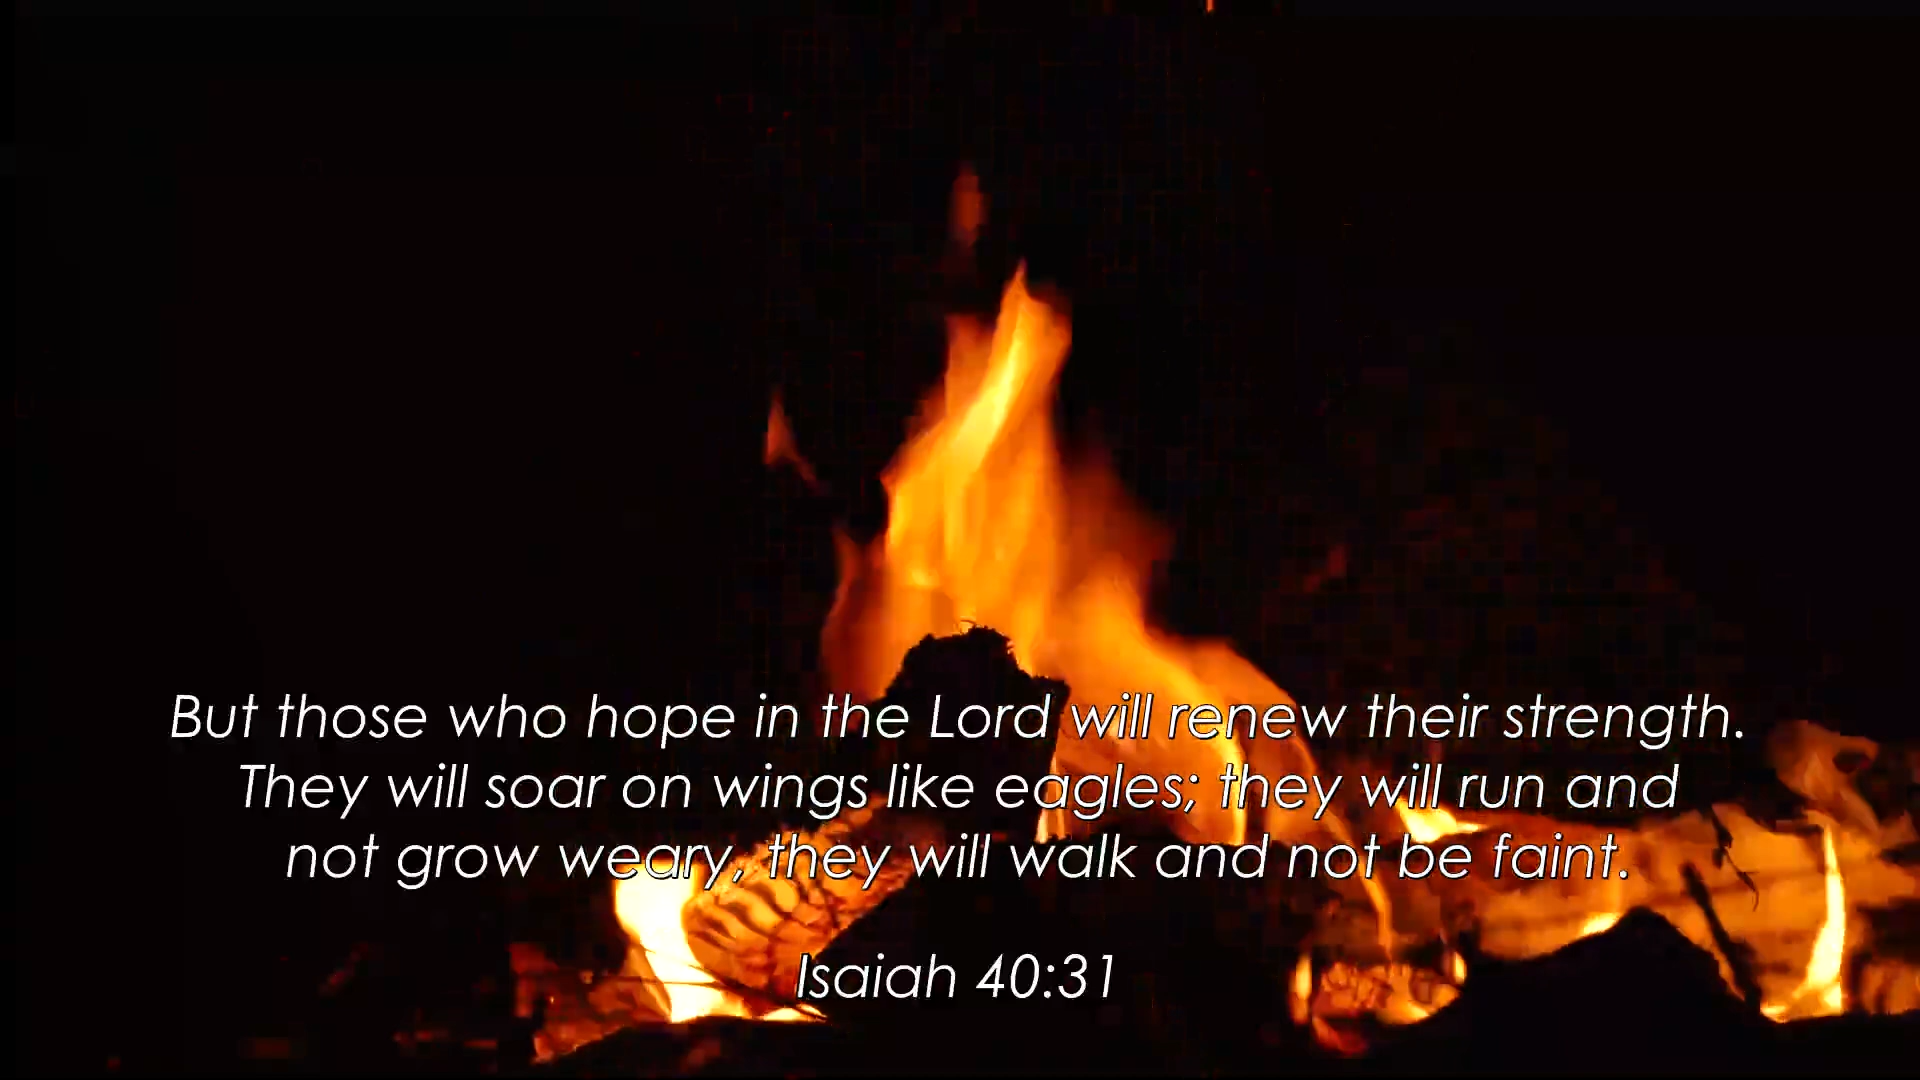 But those who hope in the Lord will renew their strength.
They will soar on wings like eagles; they will run and
not grow weary, they will walk and not be faint.
Isaiah 40:31